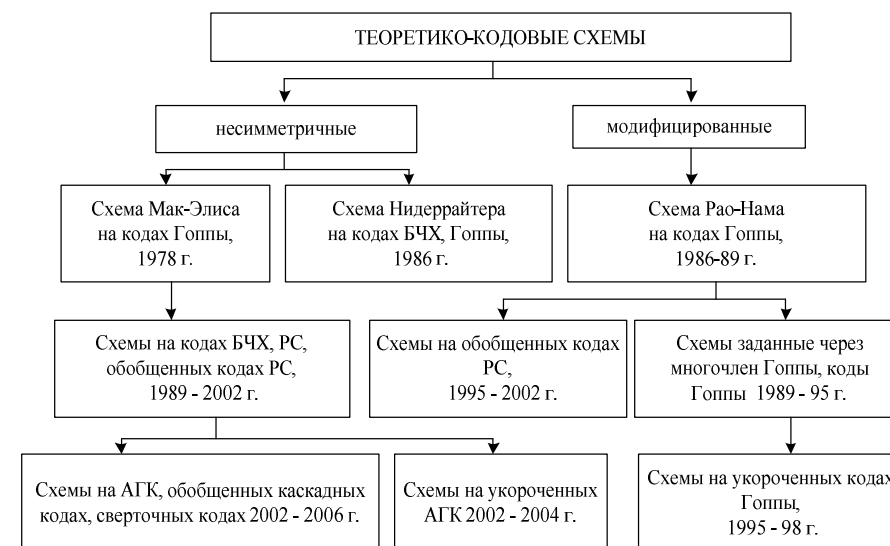 ТЕОРЕТИКО-КОДОВЫЕ СХЕМЫ
несимметричные
модифицированные
Схема Мак-Элиса
на кодах Гоппы,
1978 г.
Схема Нидеррайтера
на кодах БЧХ, Гоппы,
1986 г.
Схема Рао-Нама
на кодах Гоппы,
1986-89 г.
Схемы на кодах БЧХ, РС,
обобщенных кодах РС,
1989 - 2002 г.
Схемы на обобщенных кодах
РС,
1995 - 2002 г.
Схемы заданные через
многочлен Гоппы, коды
Гоппы 1989 - 95 г.
Схемы на АГК, обобщенных каскадных
кодах, сверточных кодах 2002 - 2006 г.
Схемы на укороченных
АГК 2002 - 2004 г.
Схемы на укороченных кодах
Гоппы,
1995 - 98 г.